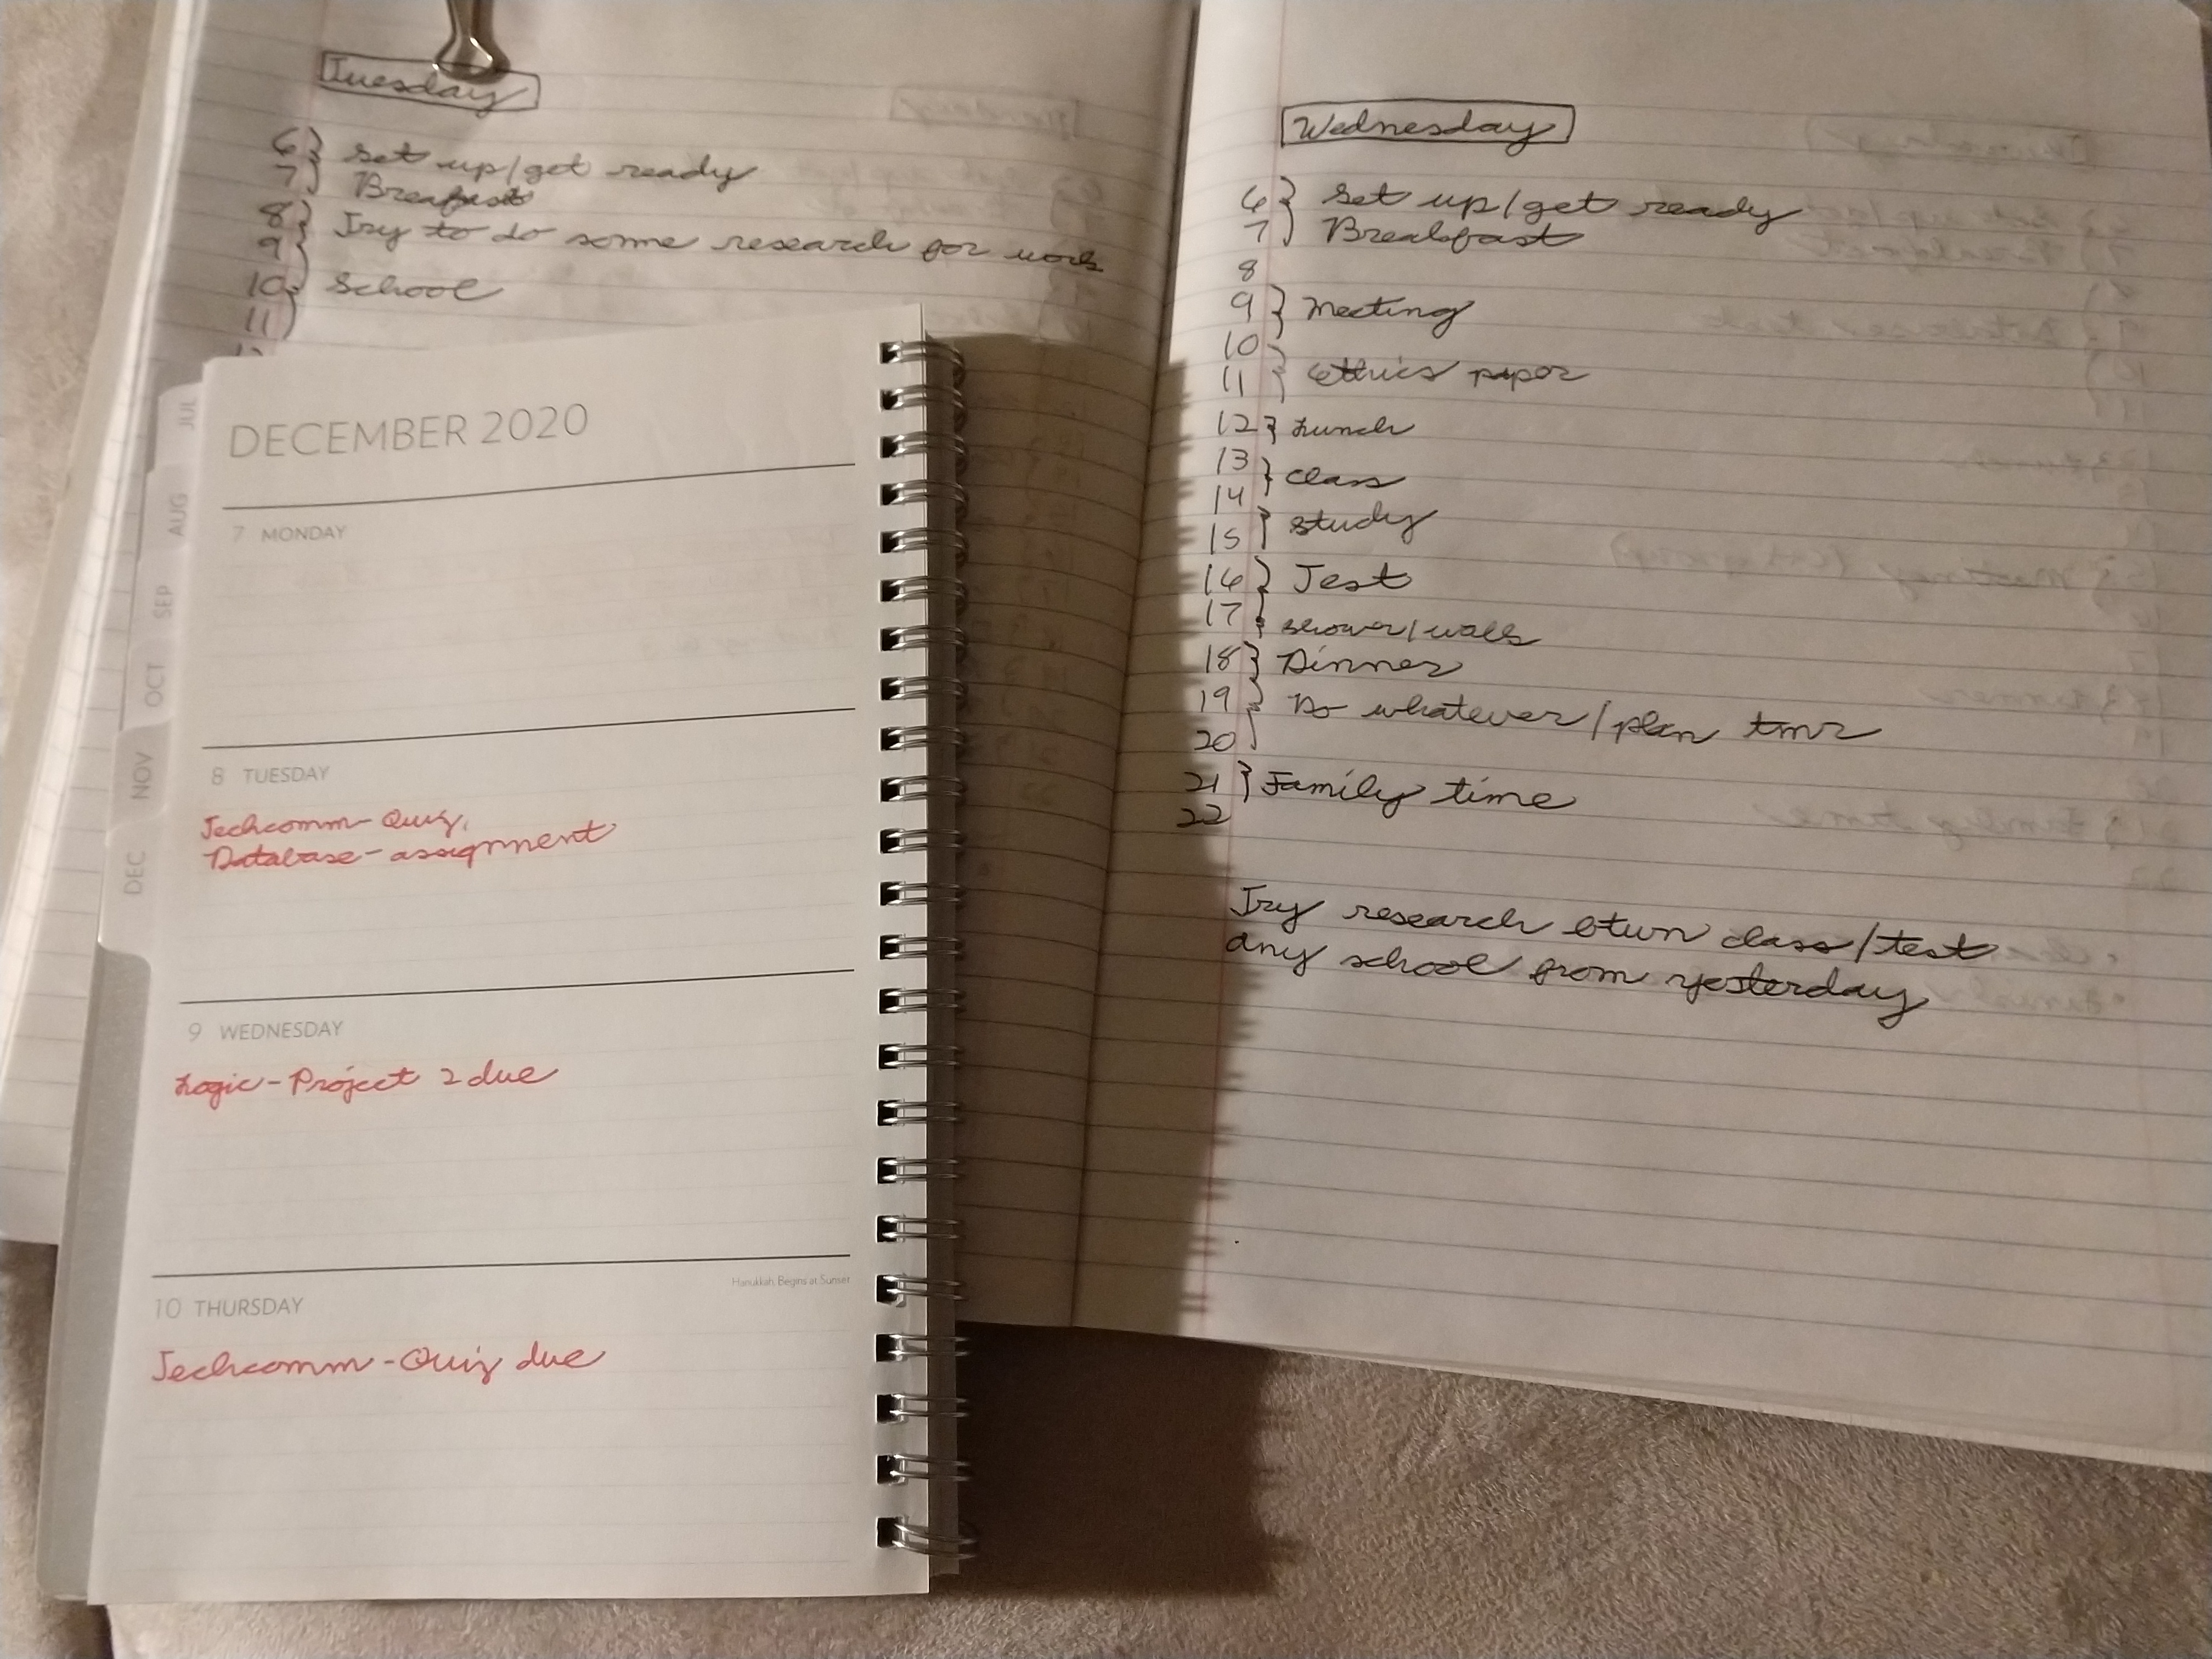 Tuesday
6} Get up/get ready
7} Breafast
8} Try to do some research for work
9
10} School
11
Wednesday
6} Get up/get ready
7} Breakfast
8
9} Meeting
10
11} ethics paper
12} Lunch
13
14} class
15} Study
16} Test
17
shower/walk
18} Dinner
19} Do whatever/plan tmr
20
21} Family time
22
Try research btwn class/test
any school from yesterday
DECEMBER 2020
7 MONDAY
8 TUESDAY
Techcomm-Quiz,
Database-assignment
9 WEDNESDAY
Logic-Project 2 due
Hanukkah Begins at Sunset
10 THURSDAY
Techcomm-Quiz due
JUL
AUG
SEP
OCT
NOV
DEC